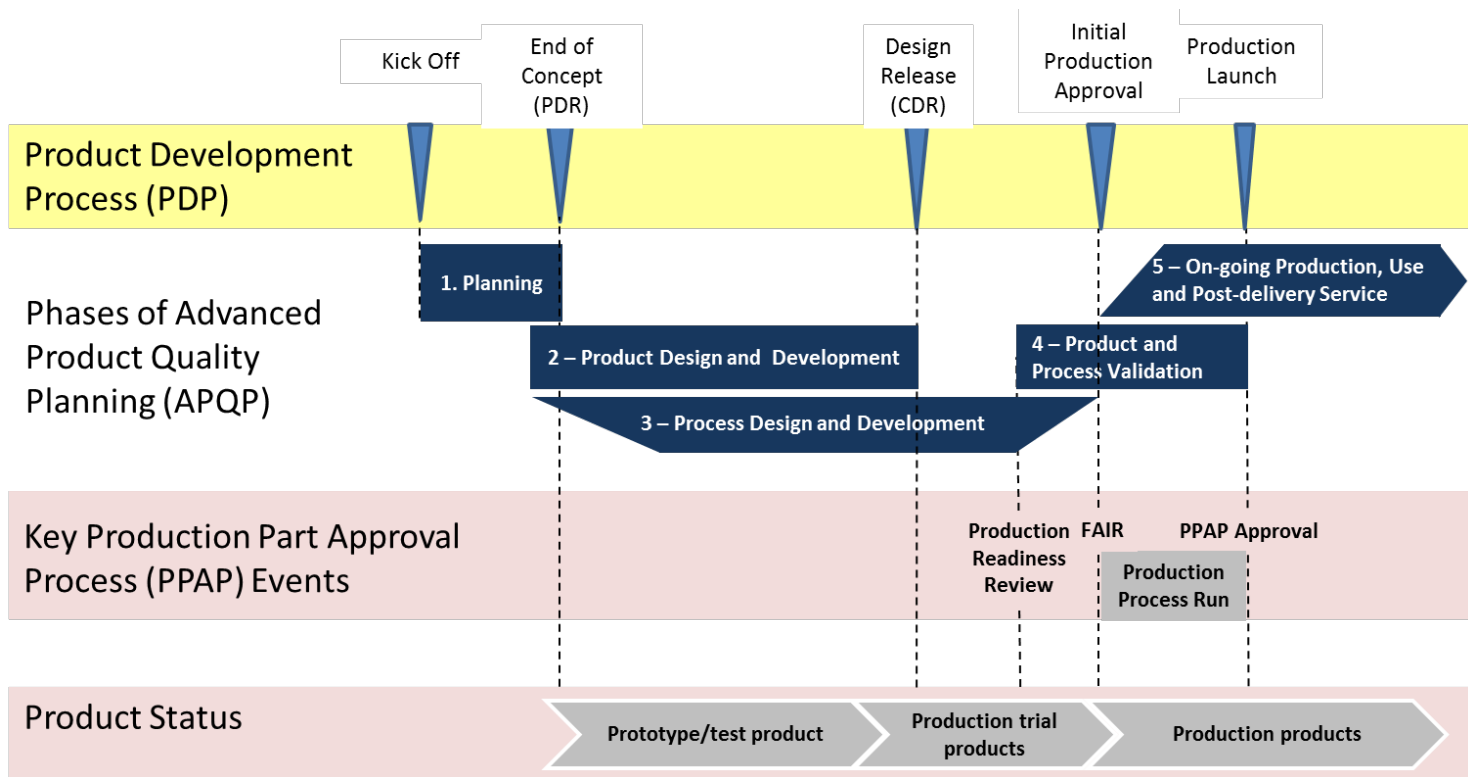 Kick Off
End of
Concept
(PDR)
Design
Release
(CDR)
Initial
Production
Approval
Production
Launch
Product Development
Process (PDP)
Phases of Advanced
Product Quality
Planning (APQP)
1. Planning
5 – On-going Production, Use
and Post-delivery Service
2 – Product Design and  Development
4 – Product and
Process Validation
3 – Process Design and Development
Key Production Part Approval
Process (PPAP) Events
Production
Readiness
Review
FAIR
PPAP Approval
Production
Process Run
Product Status
Prototype/test product
Production trial
products
Production products